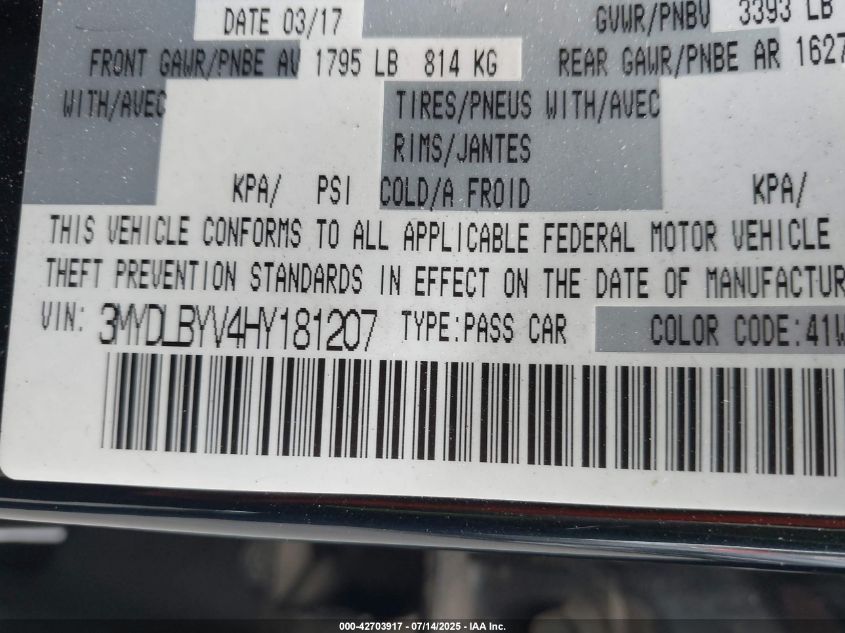 DATE 03/17 GVWR/PNBV 3393 LB
FRONT GAWR/PNBE AV 1795 LB 814 KG REAR GAWR/PNBE AR 1627
WITH/AVEC TIRES/PNEUS WITH/AVEC
RIMS/JANTES
KPA/ PSI COLD/A FROID KPA/
THIS VEHICLE CONFORMS TO ALL APPLICABLE FEDERAL MOTOR VEHICLE
THEFT PREVENTION STANDARDS IN EFFECT ON THE DATE OF MANUFACTUR
VIN: 3MYDLBYV4HY181207 TYPE:PASS CAR COLOR CODE:41W
000-42703917 - 07/14/2025 - IAA Inc.